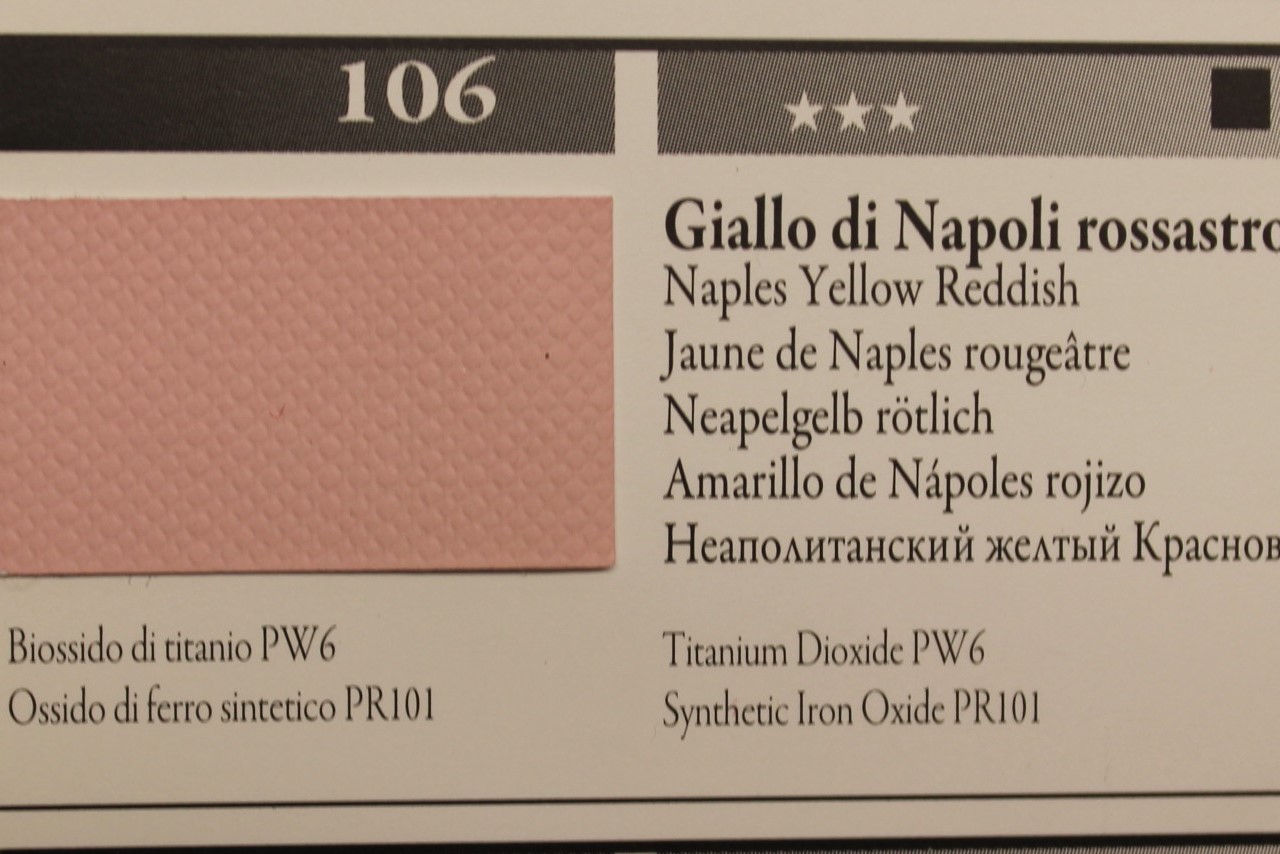 106
★★★
Giallo di Napoli rossastro
Naples Yellow Reddish
Jaune de Naples rougeâtre
Neapelgelb rötlich
Amarillo de Nápoles rojizo
Неаполитанский желтый Краснов
Biossido di titanio PW6
Ossido di ferro sintetico PR101
Titanium Dioxide PW6
Synthetic Iron Oxide PR101